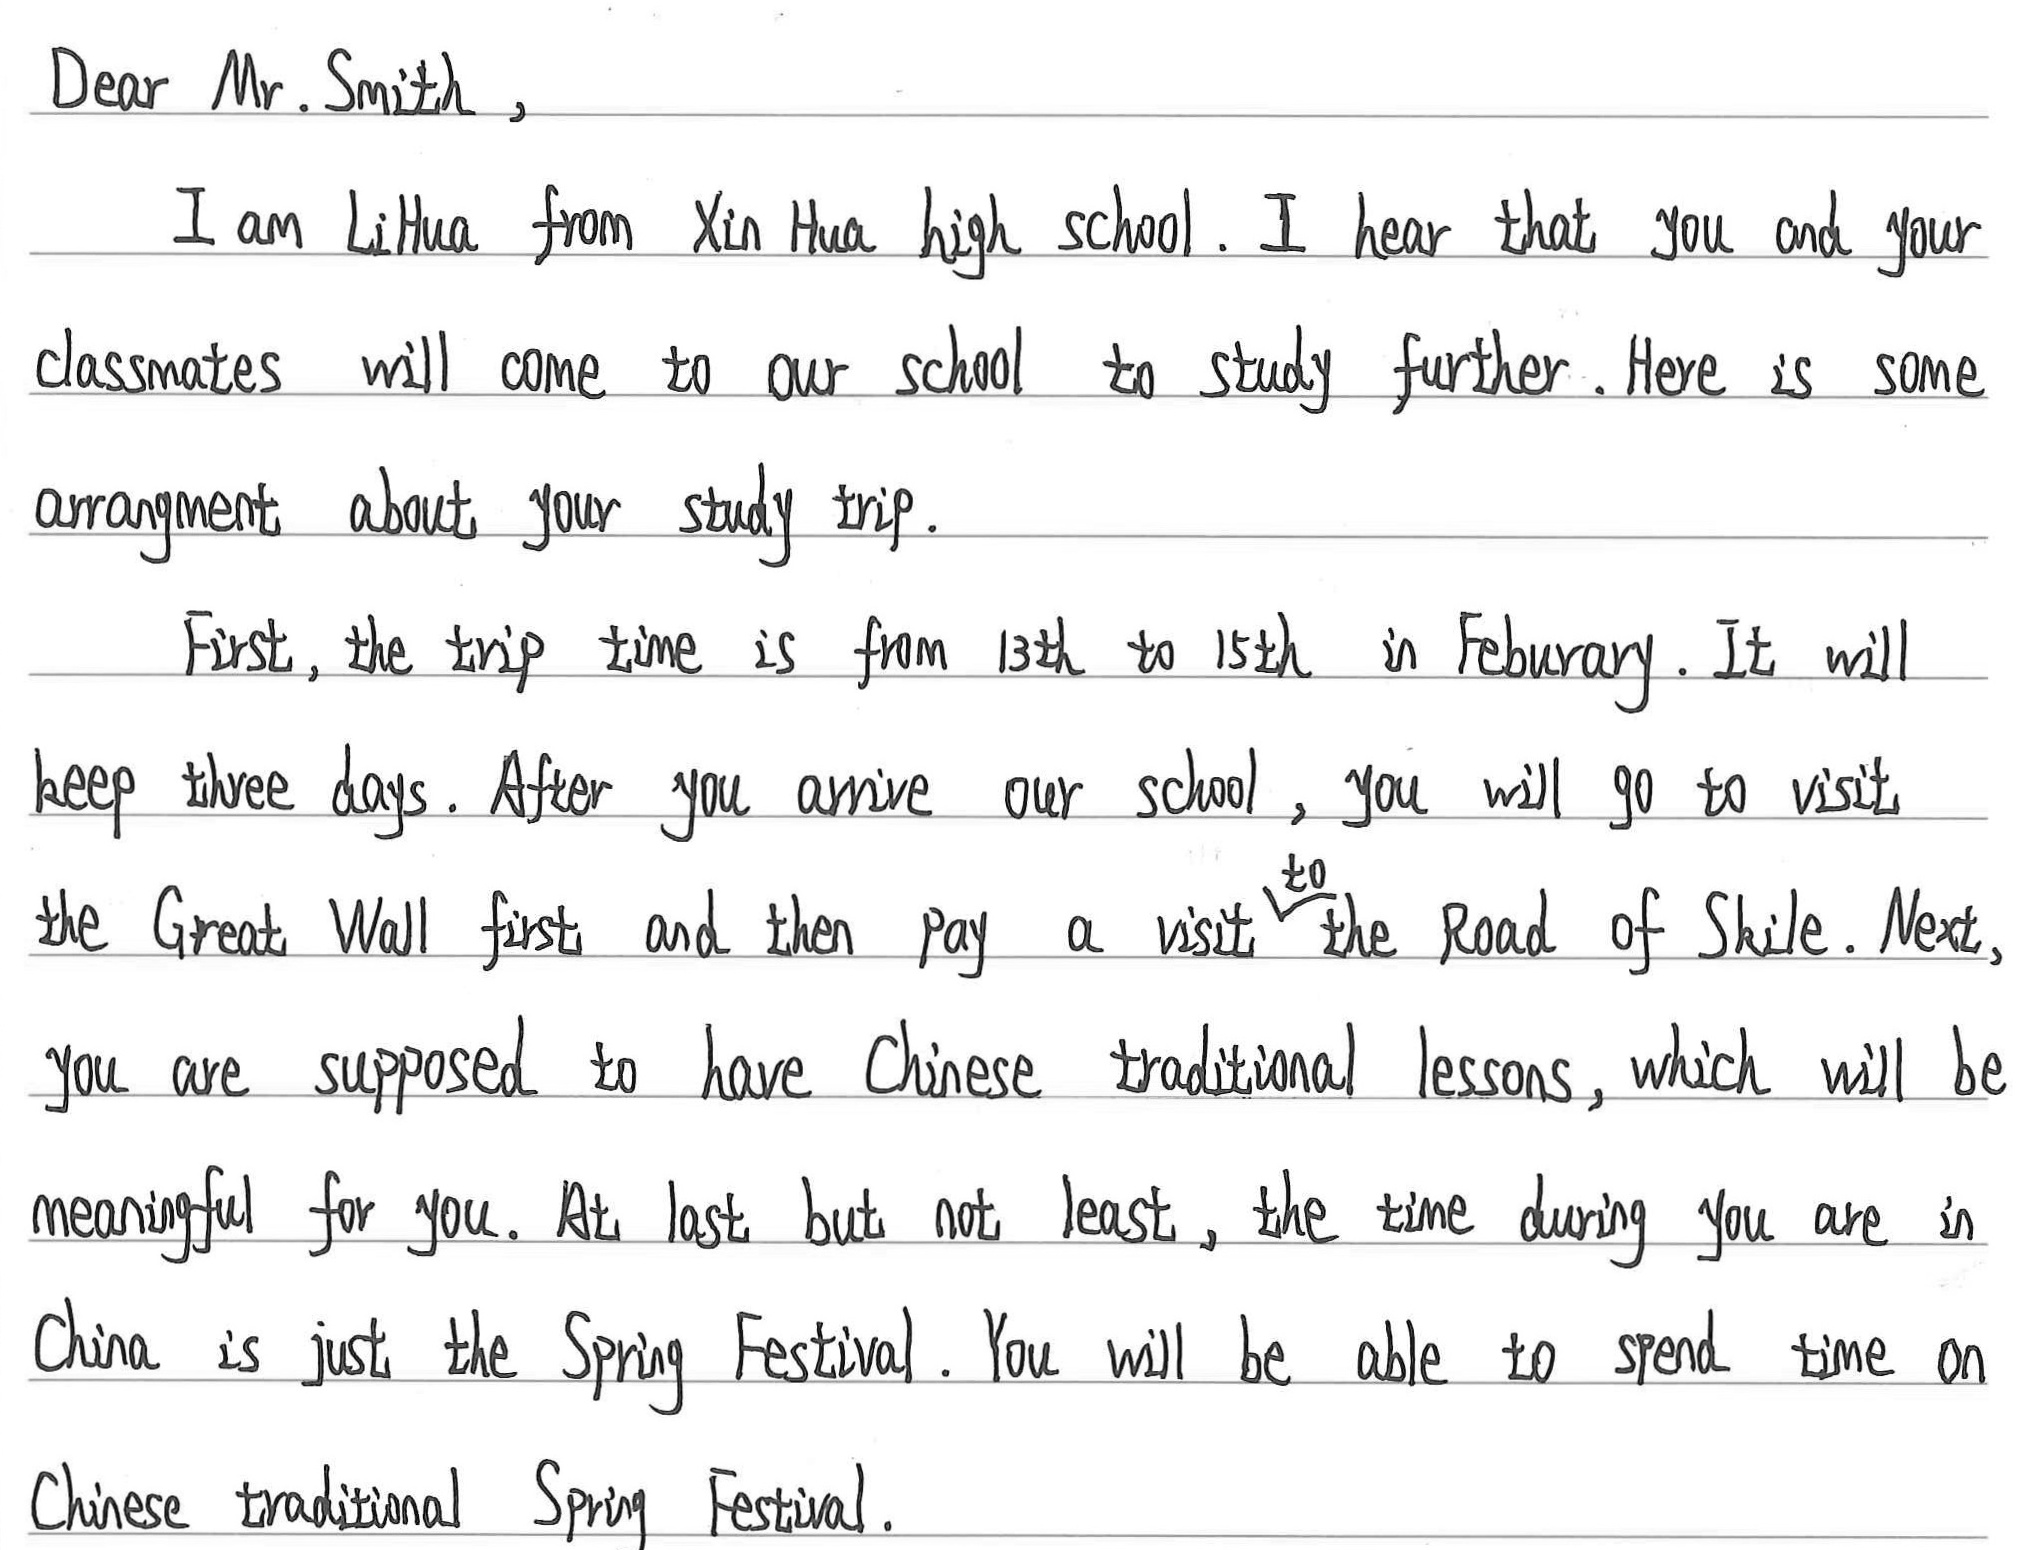 Dear Mr. Smith,
I am LiHua from Xin Hua high school. I hear that you and your
classmates will come to our school to study further. Here is some
arrangment about your study trip.
First, the trip time is from 13th to 15th in Feburary. It will
keep three days. After you arrive our school, you will go to visit
the Great Wall first and then pay a visit to the Road of Skile. Next,
you are supposed to have Chinese traditional lessons, which will be
meaningful for you. At last but not least, the time during you are in
China is just the Spring Festival. You will be able to spend time on
Chinese traditional Spring Festival.